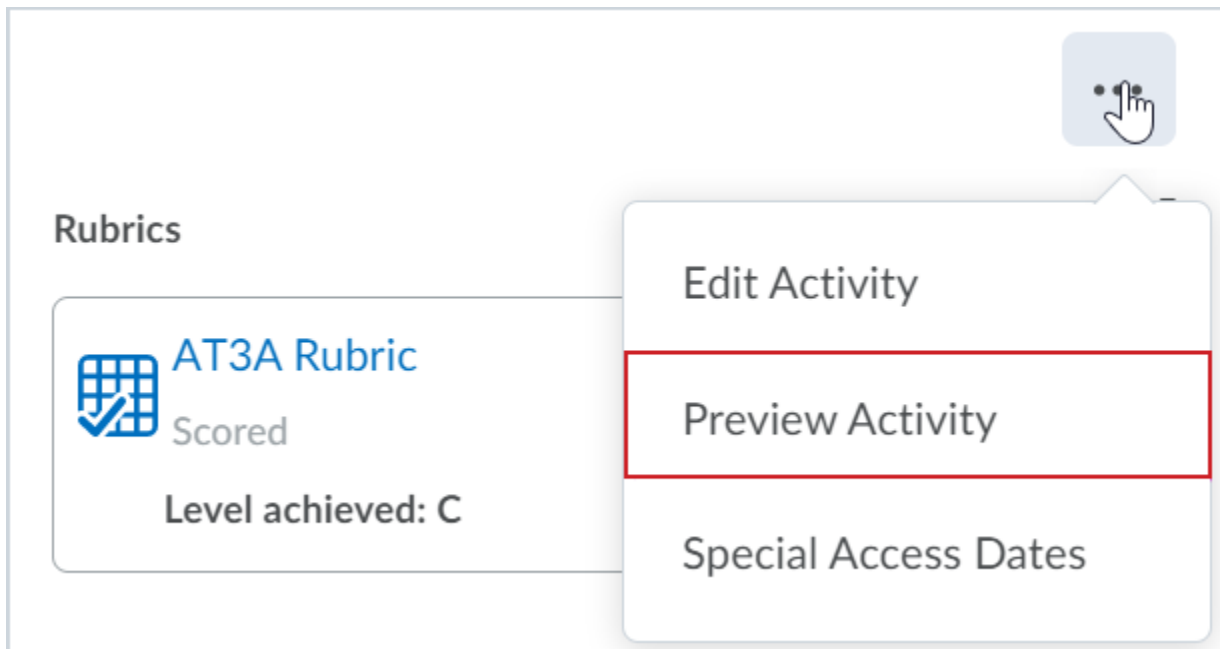 Rubrics
AT3A Rubric
Scored
Level achieved: C
Edit Activity
Preview Activity
Special Access Dates